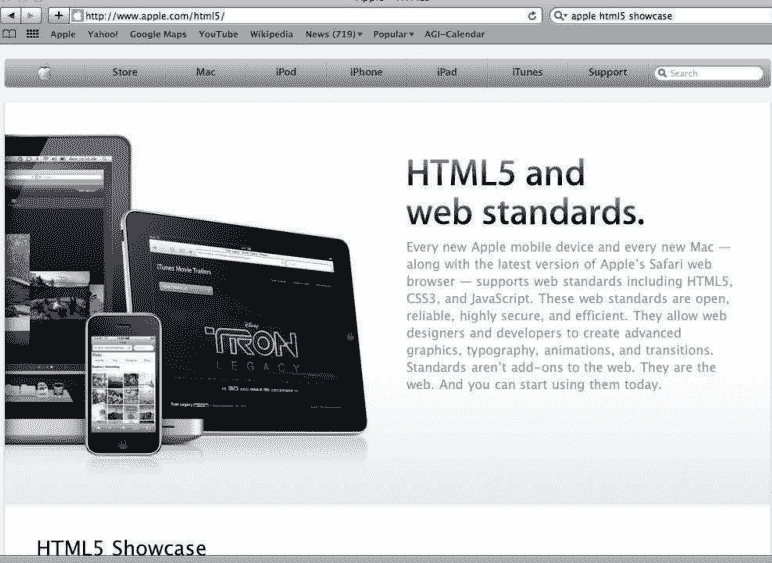 http://www.apple.com/html5/
apple html5 showcase
Apple Yahoo! Google Maps YouTube Wikipedia News (719) Popular AGI-Calendar
Store Mac iPod iPhone iPad iTunes Support Search
HTML5 and
web standards.
Every new Apple mobile device and every new Mac —
along with the latest version of Apple's Safari web
browser — supports web standards including HTML5,
CSS3, and JavaScript. These web standards are open,
reliable, highly secure, and efficient. They allow web
designers and developers to create advanced
graphics, typography, animations, and transitions.
Standards aren't add-ons to the web. They are the
web. And you can start using them today.
iTunes Movie Trailers
Disney
TRON
LEGACY
HTML5 Showcase